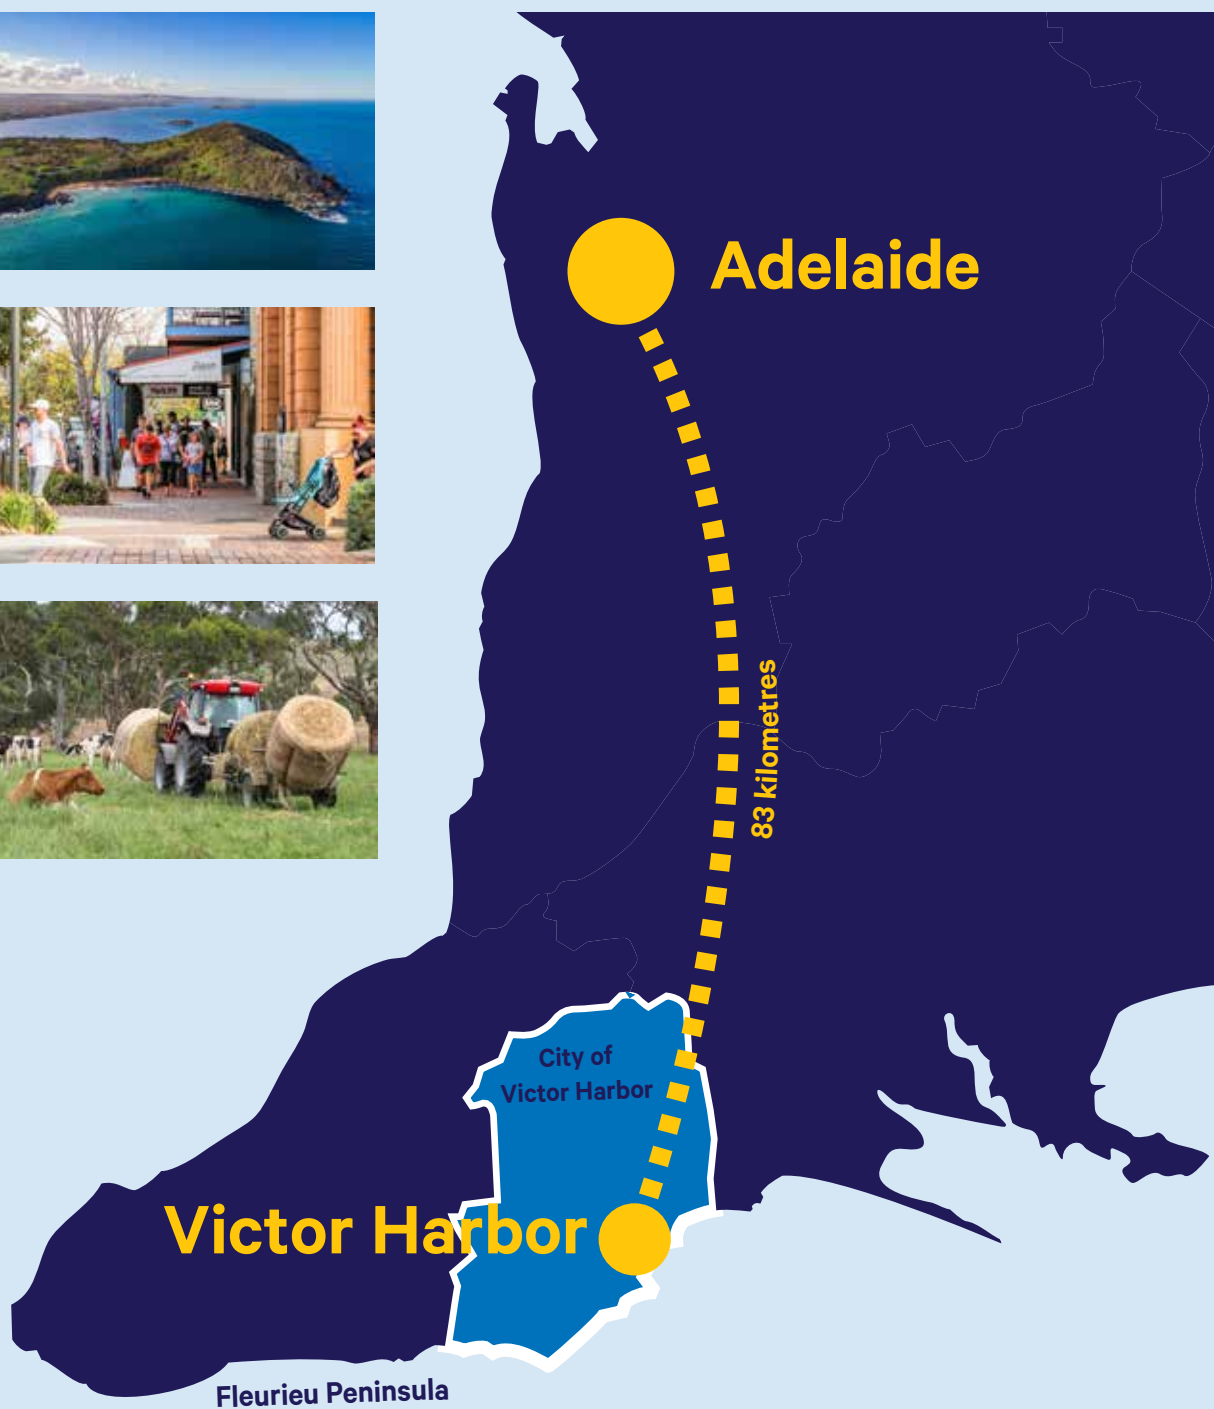 Adelaide
83 kilometres
City of
Victor Harbor
Victor Harbor
Fleurieu Peninsula